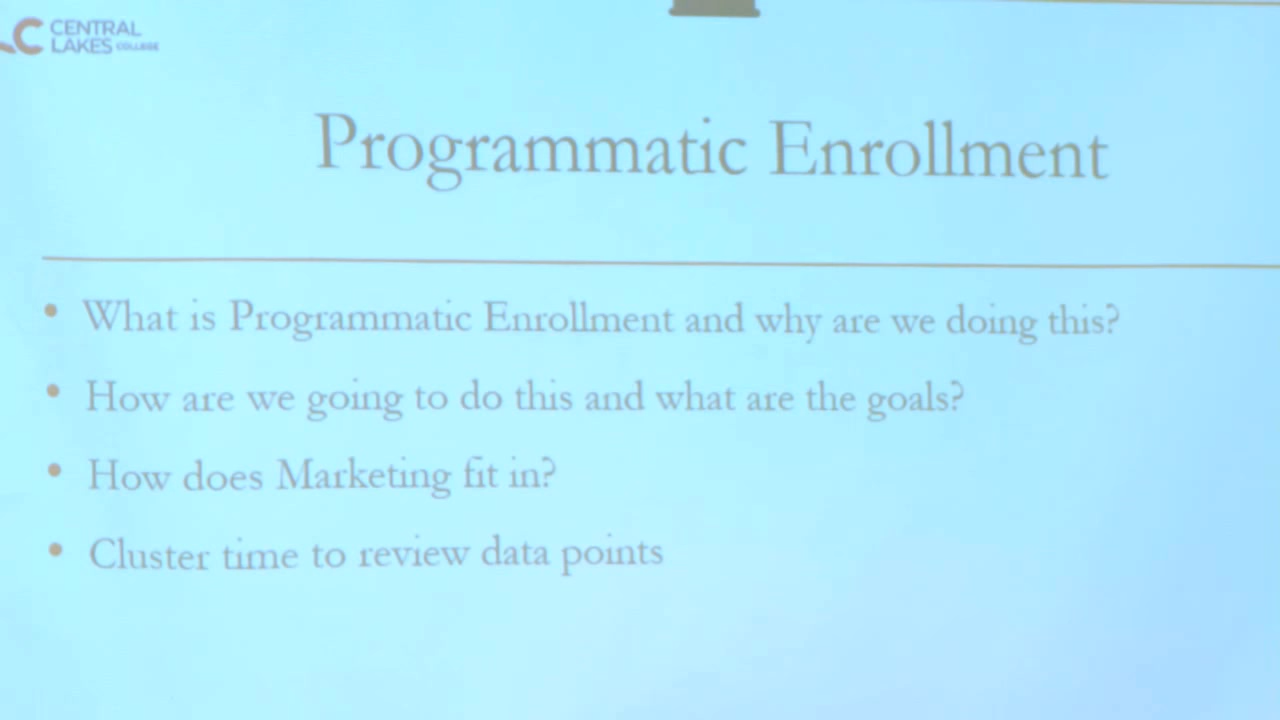 CENTRAL
LAKES COLLEGE
Programmatic Enrollment
• What is Programmatic Enrollment and why are we doing this?
• How are we going to do this and what are the goals?
• How does Marketing fit in?
• Cluster time to review data points